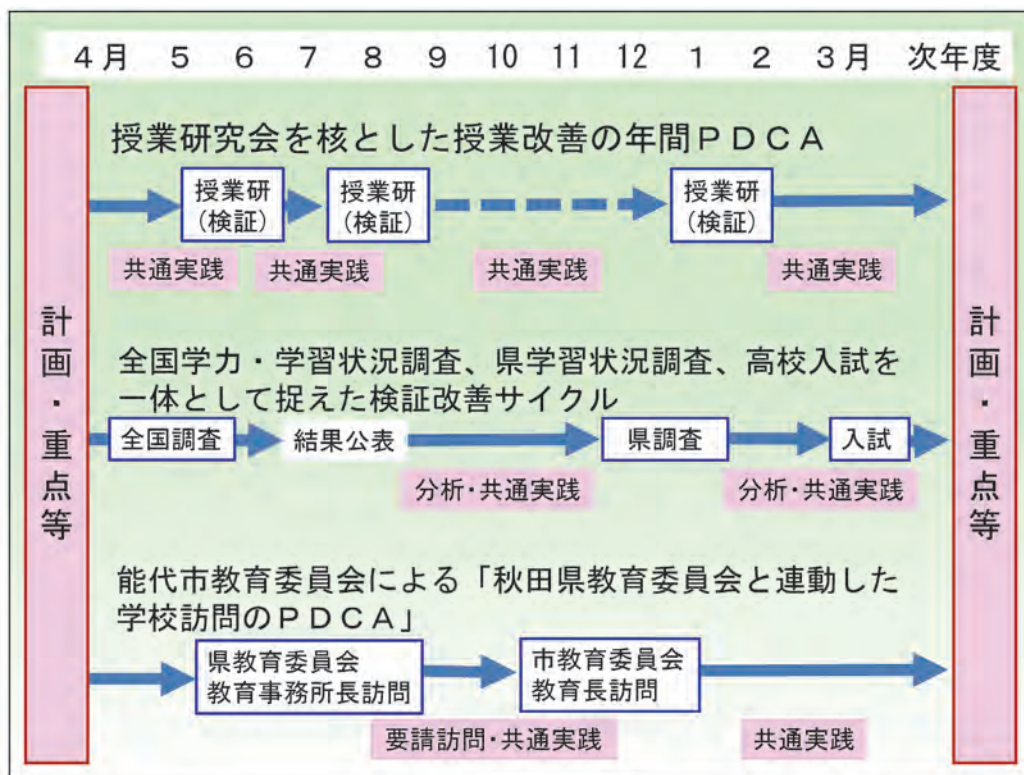 4月 5 6 7 8 9 10 11 12 1 2 3月 次年度
計画・重点等
授業研究会を核とした授業改善の年間PDCA
授業研
(検証)
授業研
(検証)
授業研
(検証)
共通実践
共通実践
共通実践
共通実践
全国学力・学習状況調査、県学習状況調査、高校入試を
一体として捉えた検証改善サイクル
全国調査
結果公表
県調査
入試
分析・共通実践
分析・共通実践
能代市教育委員会による「秋田県教育委員会と連動した
学校訪問のPDCA」
県教育委員会
教育事務所長訪問
市教育委員会
教育長訪問
要請訪問・共通実践
共通実践
計画・重点等